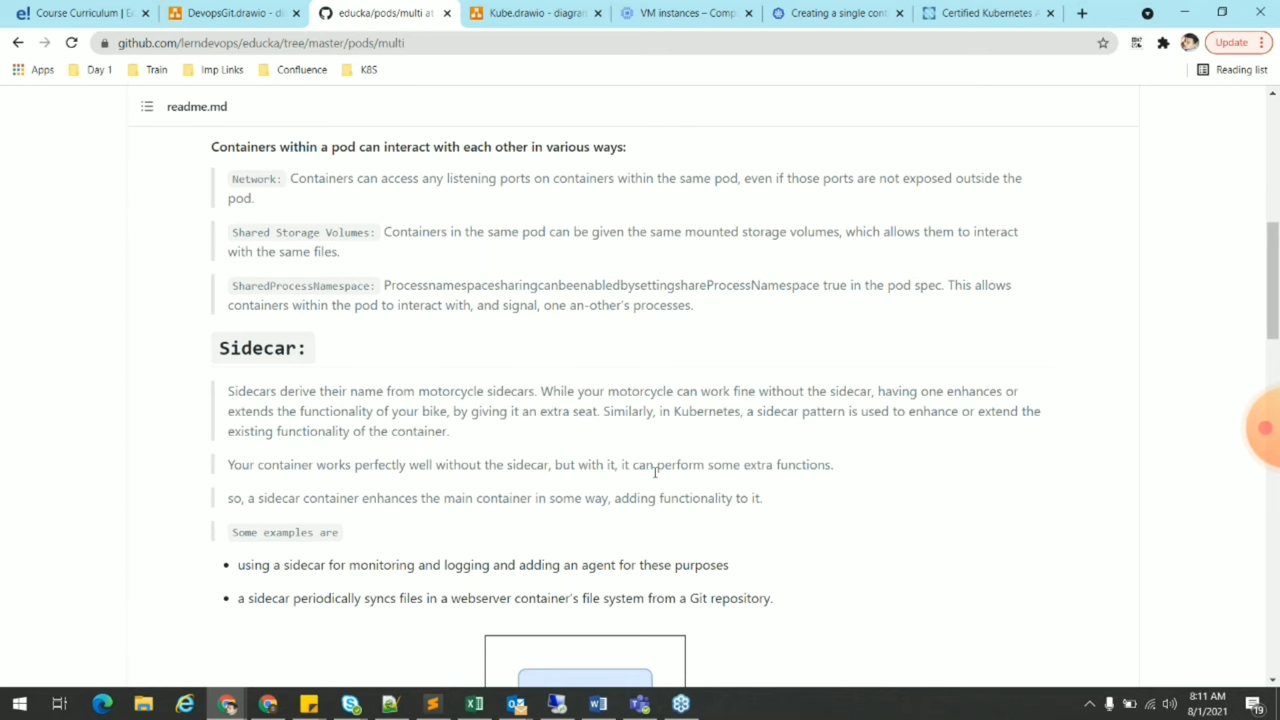 Course Curriculum | Ed
DevopsGit.drawio - di
educka/pods/multi at
Kube.drawio - diagram
VM instances – Comp
Creating a single cont
Certified Kubernetes A
github.com/lerndevops/educka/tree/master/pods/multi
Update
Apps
Day 1
Train
Imp Links
Confluence
K8S
Reading list
readme.md
Containers within a pod can interact with each other in various ways:
Network: Containers can access any listening ports on containers within the same pod, even if those ports are not exposed outside the
pod.
Shared Storage Volumes: Containers in the same pod can be given the same mounted storage volumes, which allows them to interact
with the same files.
SharedProcessNamespace: ProcessnamespacesharingcanbeenabledbysettingshareProcessNamespace true in the pod spec. This allows
containers within the pod to interact with, and signal, one an-other's processes.
Sidecar:
Sidecars derive their name from motorcycle sidecars. While your motorcycle can work fine without the sidecar, having one enhances or
extends the functionality of your bike, by giving it an extra seat. Similarly, in Kubernetes, a sidecar pattern is used to enhance or extend the
existing functionality of the container.
Your container works perfectly well without the sidecar, but with it, it can perform some extra functions.
so, a sidecar container enhances the main container in some way, adding functionality to it.
Some examples are
using a sidecar for monitoring and logging and adding an agent for these purposes
a sidecar periodically syncs files in a webserver container's file system from a Git repository.
8:11 AM
8/1/2021
19